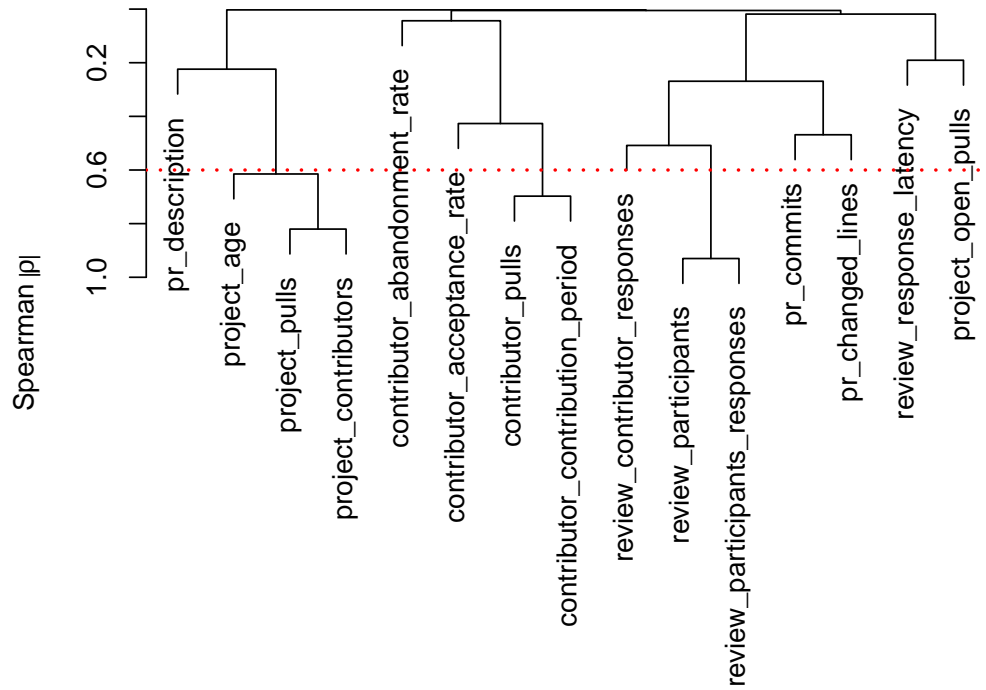 Spearman |ρ|
0.2
0.6
1.0
pr_description
project_age
project_pulls
project_contributors
contributor_abandonment_rate
contributor_acceptance_rate
contributor_pulls
contributor_contribution_period
review_contributor_responses
review_participants
review_participants_responses
pr_commits
pr_changed_lines
review_response_latency
project_open_pulls